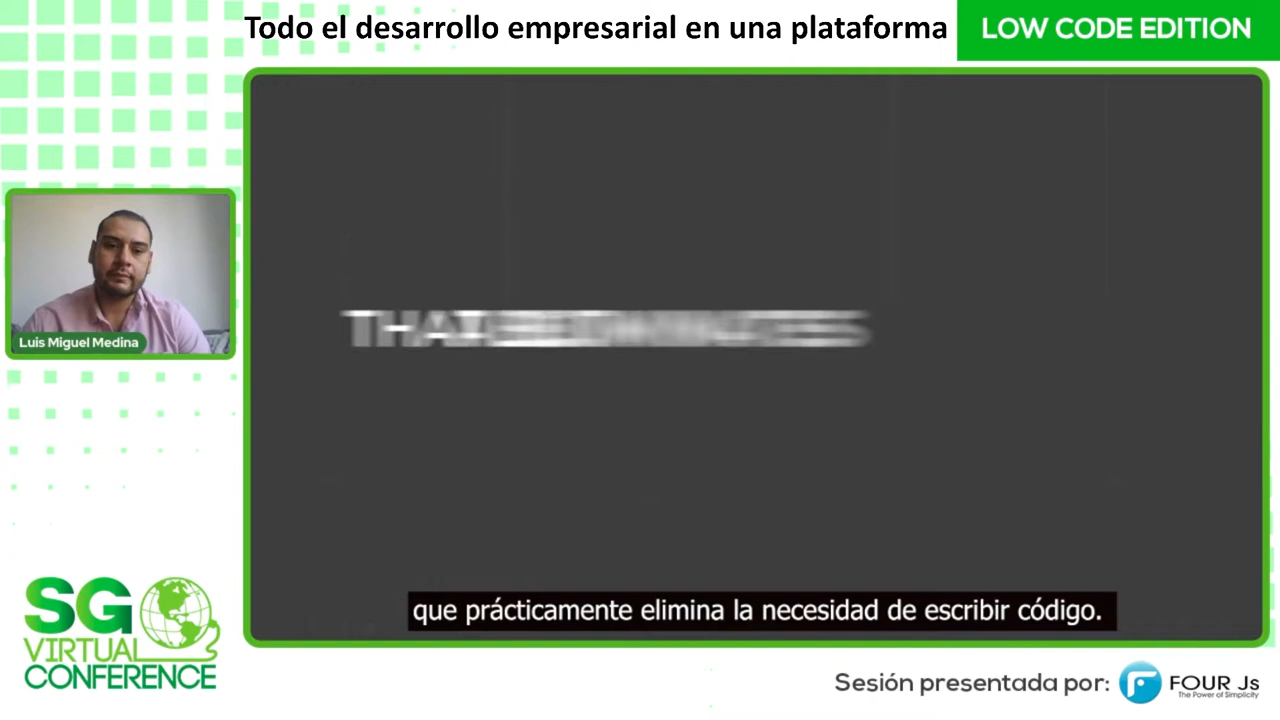 Todo el desarrollo empresarial en una plataforma
LOW CODE EDITION
Luis Miguel Medina
que prácticamente elimina la necesidad de escribir código.
SG
VIRTUAL
CONFERENCE
Sesión presentada por:
FOUR Js
The Power of Simplicity